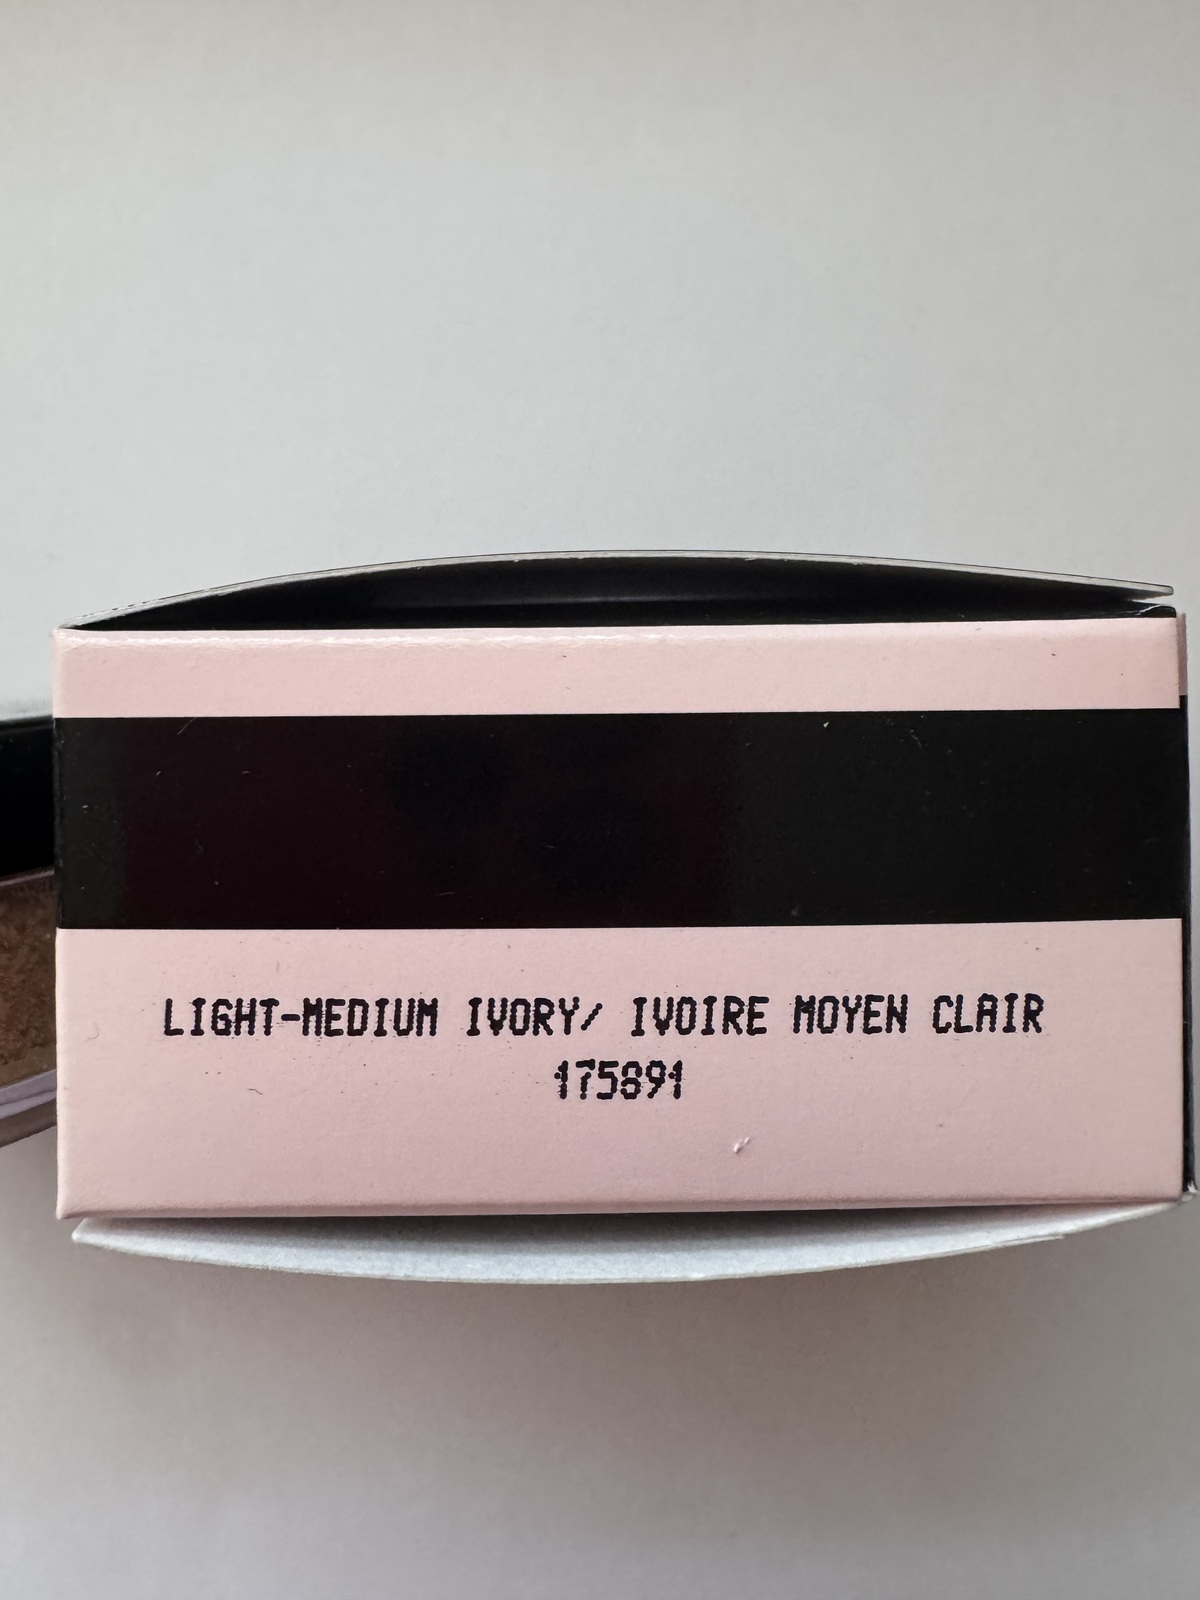 LIGHT-MEDIUM IVORY/ IVOIRE MOYEN CLAIR
175891